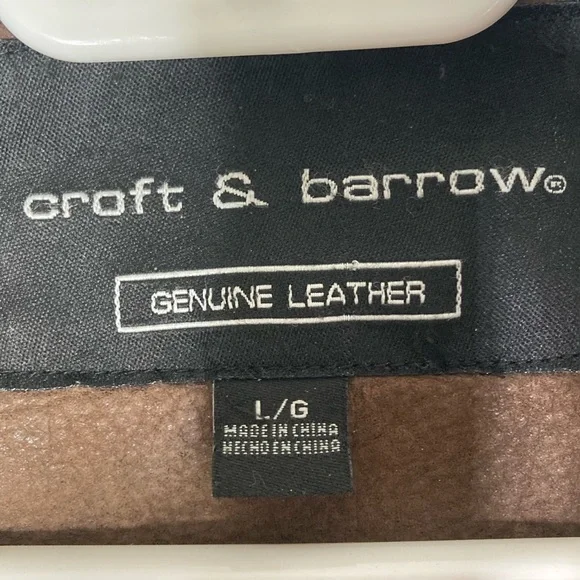 croft & barrow®
GENUINE LEATHER
L/G
MADE IN CHINA
HECHO EN CHINA